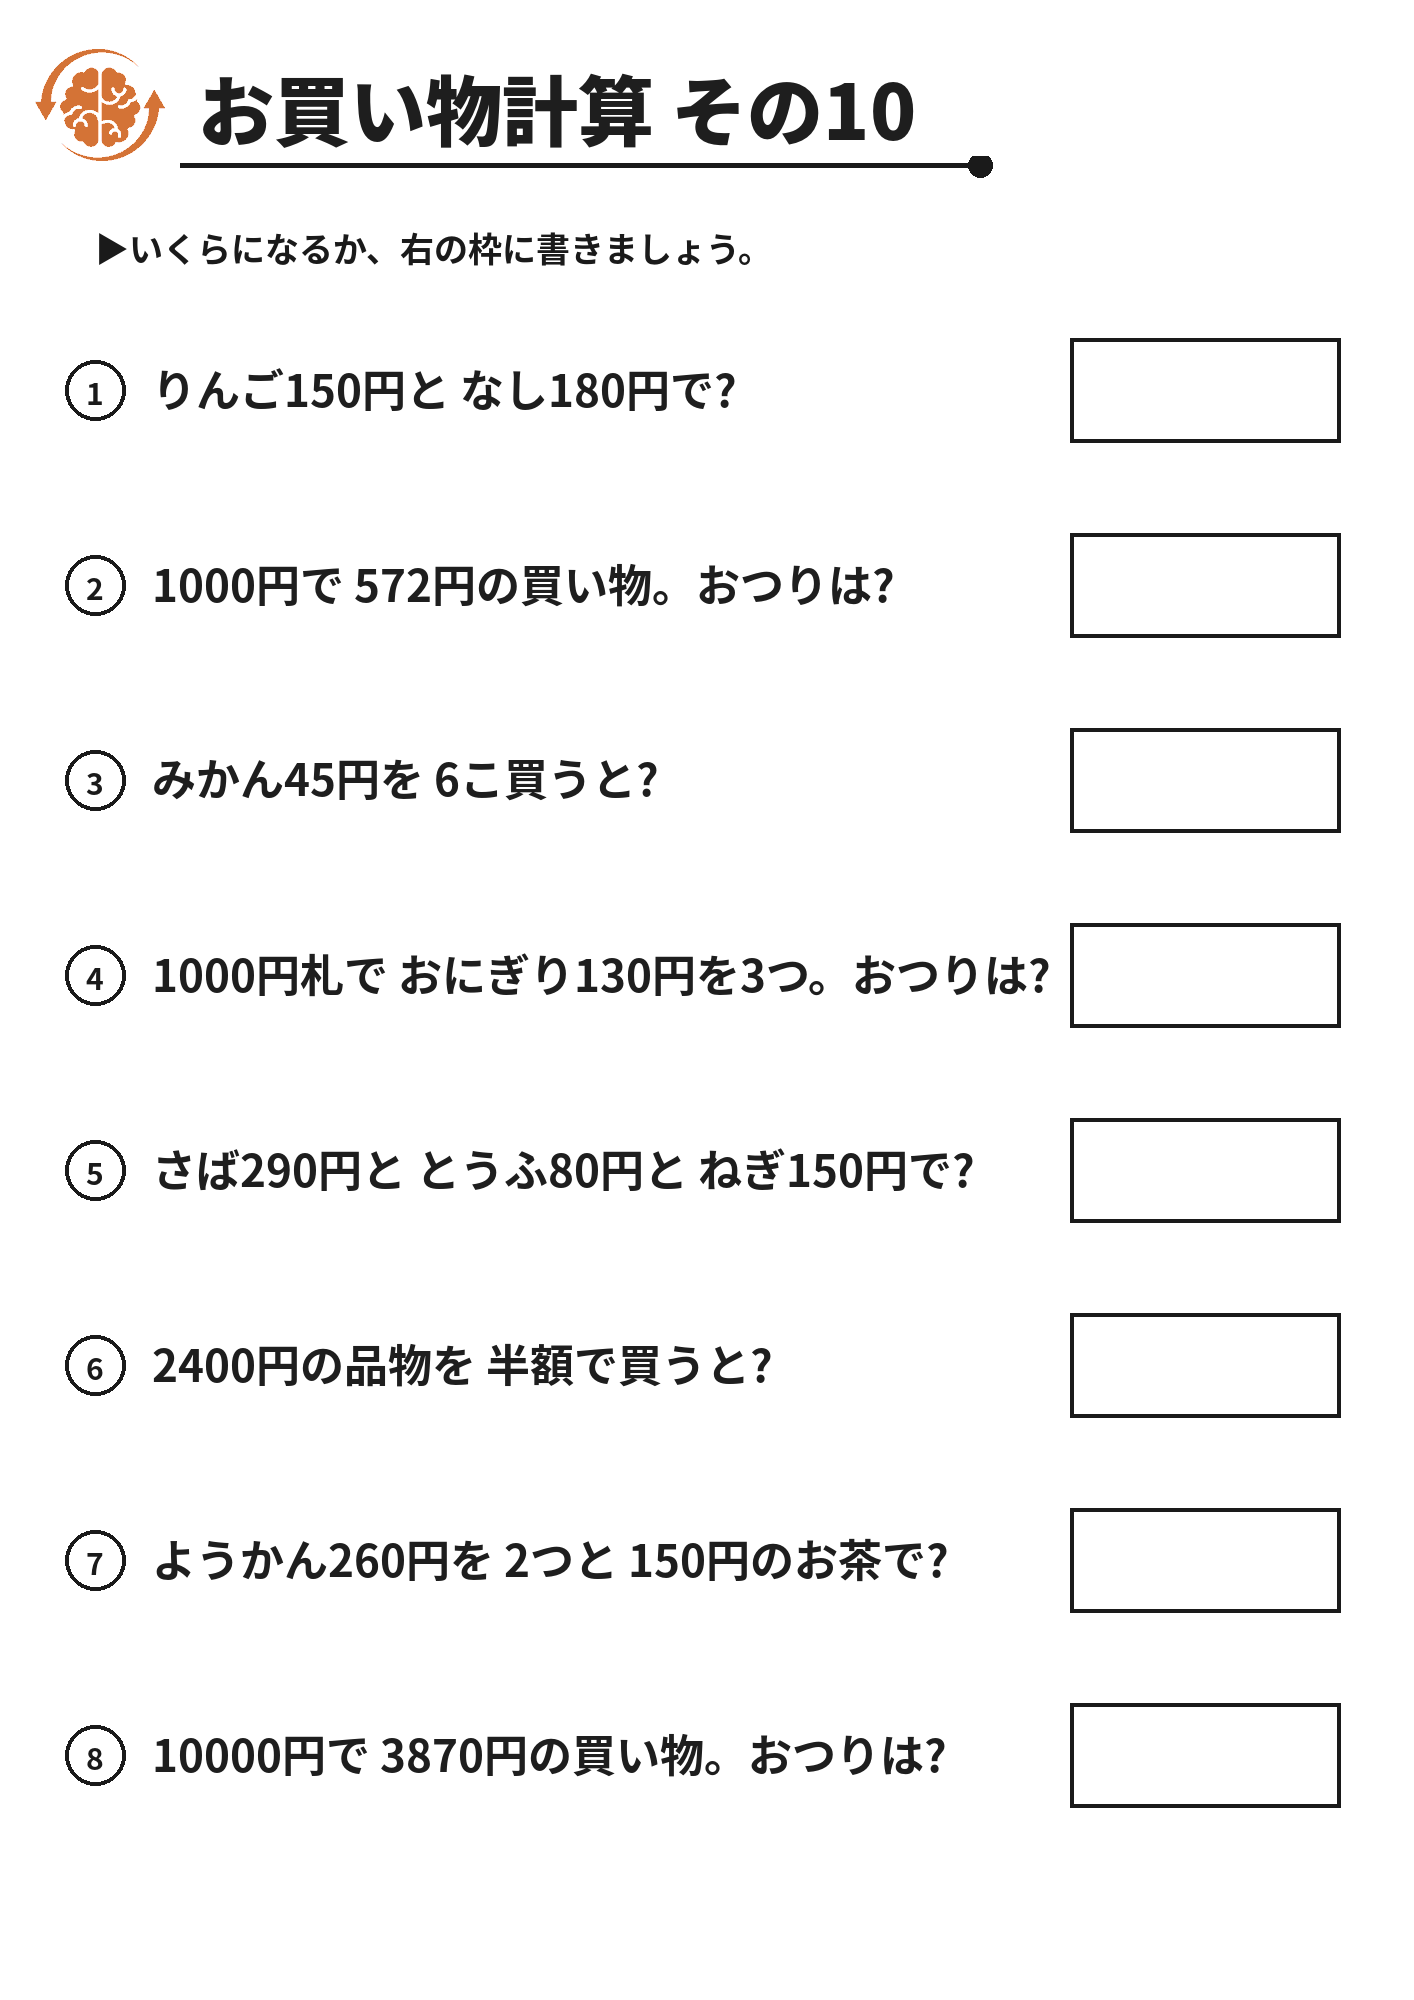 お買い物計算 その10
▶いくらになるか、右の枠に書きましょう。
1 りんご150円と なし180円で?
2 1000円で 572円の買い物。おつりは?
3 みかん45円を 6こ買うと?
4 1000円札で おにぎり130円を3つ。おつりは?
5 さば290円と とうふ80円と ねぎ150円で?
6 2400円の品物を 半額で買うと?
7 ようかん260円を 2つと 150円のお茶で?
8 10000円で 3870円の買い物。おつりは?